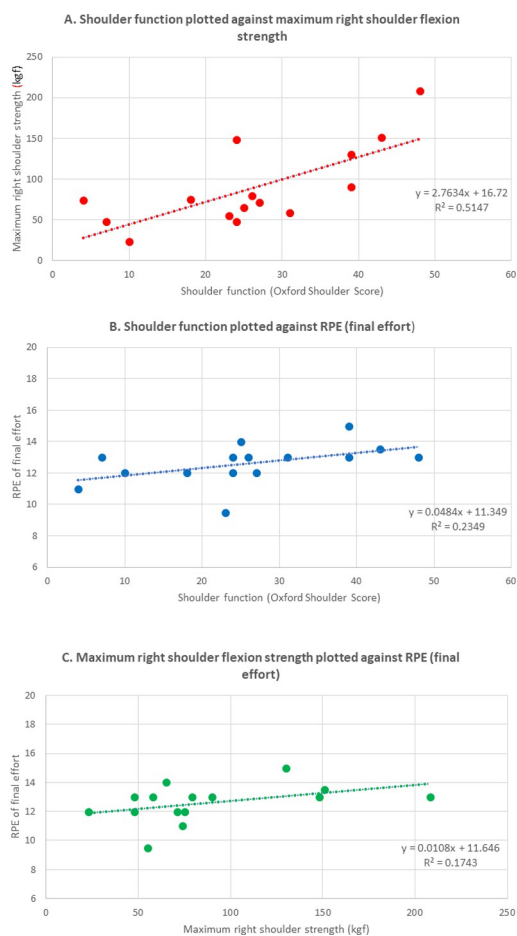 A. Shoulder function plotted against maximum right shoulder flexion
strength
Maximum right shoulder strength (kgf)
250
200
150
100
50
0
0 10 20 30 40 50 60
y = 2.7634x + 16.72
R² = 0.5147
Shoulder function (Oxford Shoulder Score)
B. Shoulder function plotted against RPE (final effort)
RPE of final effort
20
18
16
14
12
10
8
6
0 10 20 30 40 50 60
y = 0.0484x + 11.349
R² = 0.2349
Shoulder function (Oxford Shoulder Score)
C. Maximum right shoulder flexion strength plotted against RPE (final
effort)
RPE of final effort
20
18
16
14
12
10
8
6
0 50 100 150 200 250
y = 0.0108x + 11.646
R² = 0.1743
Maximum right shoulder strength (kgf)